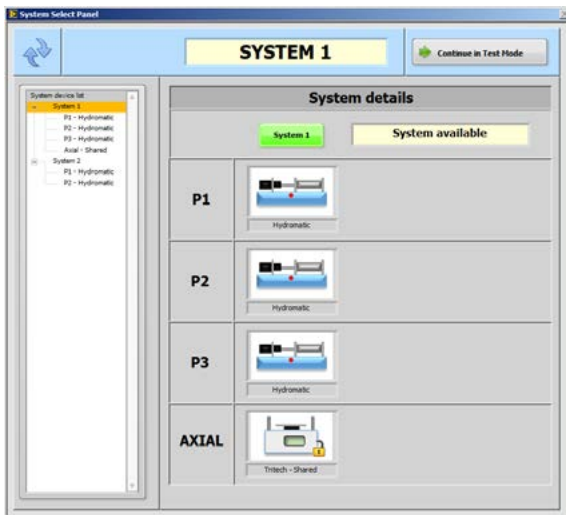 System Select Panel
SYSTEM 1
Continue in Test Mode
System device list
System 1
P1 - Hydromatic
P2 - Hydromatic
P3 - Hydromatic
Axial - Shared
System 2
P1 - Hydromatic
P2 - Hydromatic
System details
System 1
System available
P1
Hydromatic
P2
Hydromatic
P3
Hydromatic
AXIAL
Tritech - Shared